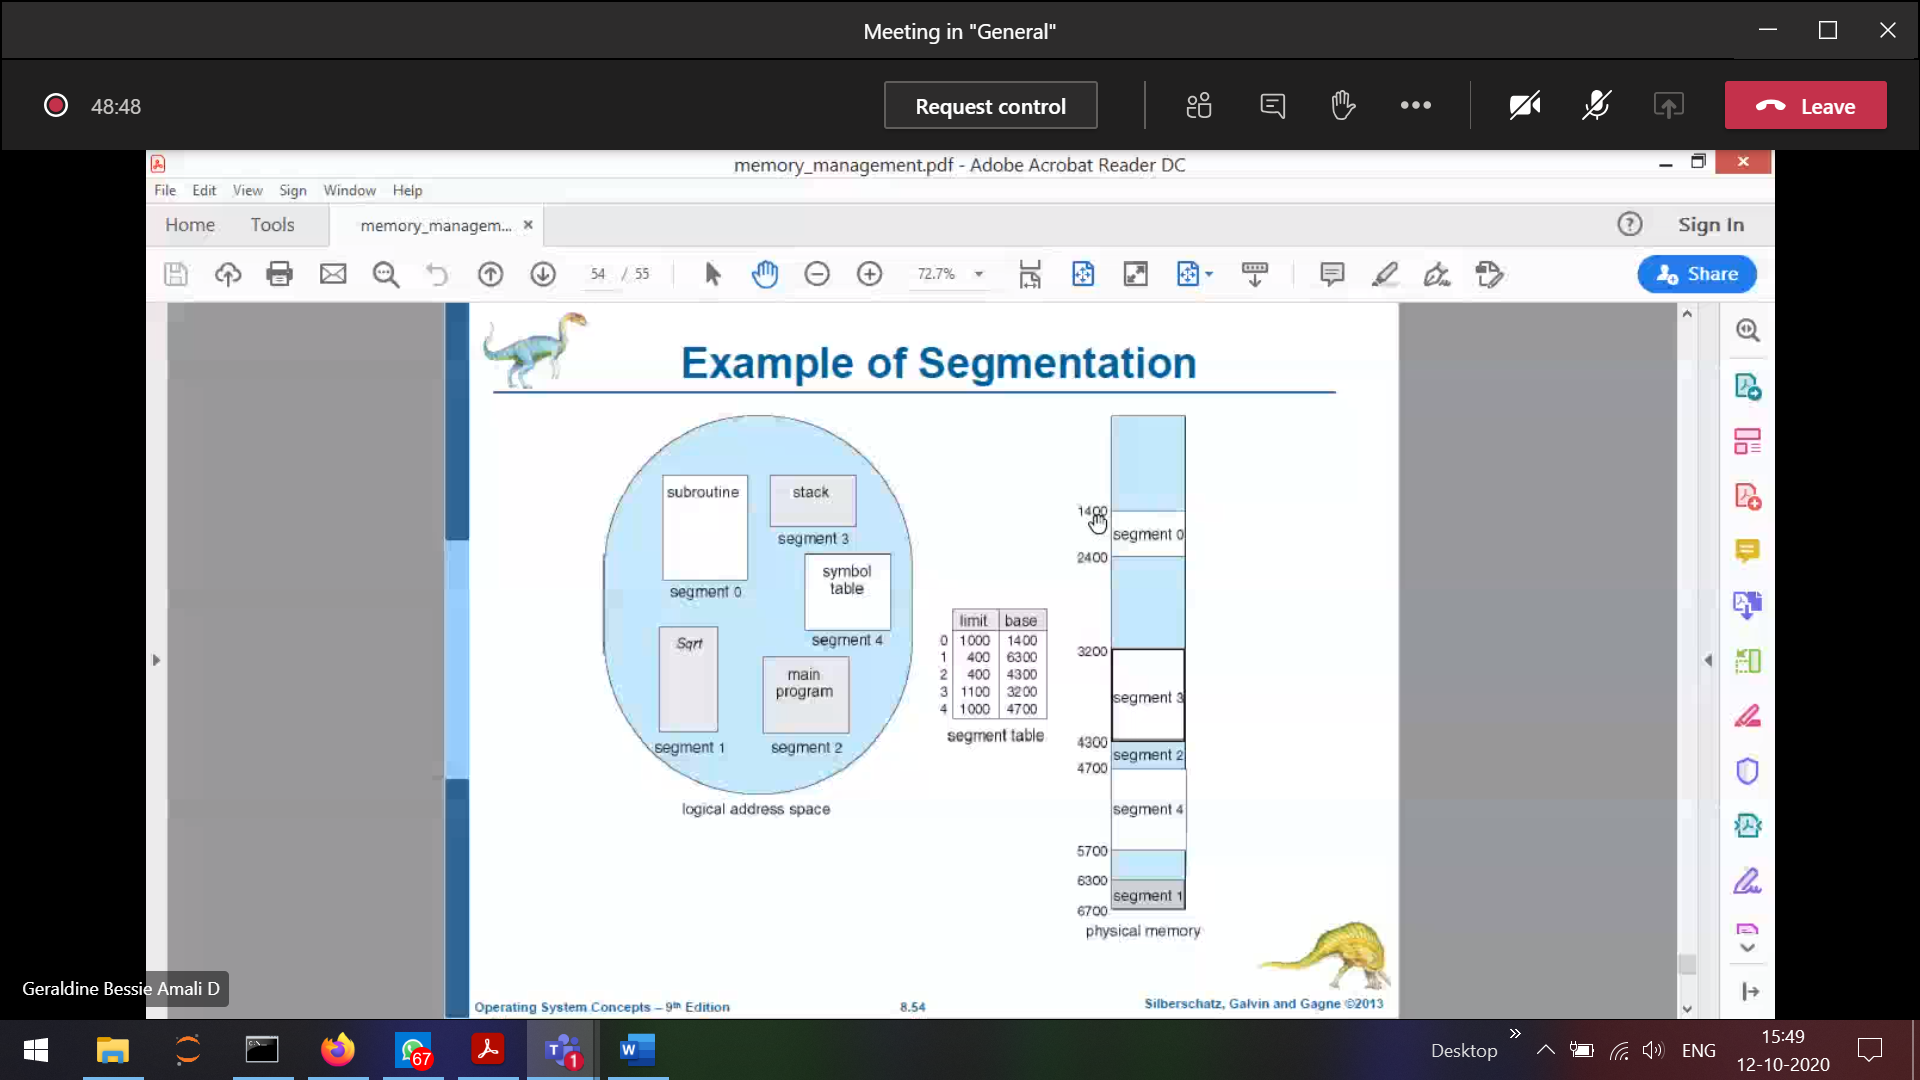 Meeting in "General"
48:48
Request control
Leave
memory_management.pdf - Adobe Acrobat Reader DC
File Edit View Sign Window Help
Home Tools memory_managem... × Sign In
54 / 55 72.7% Share
Example of Segmentation
subroutine
segment 0
stack
segment 3
symbol
table
segment 4
Sqrt
segment 1
main
program
segment 2
logical address space
limit base
0 1000 1400
1 400 6300
2 400 4300
3 1100 3200
4 1000 4700
segment table
1400
segment 0
2400
3200
segment 3
4300
segment 2
4700
segment 4
5700
6300
segment 1
6700
physical memory
Geraldine Bessie Amali D
Operating System Concepts – 9th Edition 8.54 Silberschatz, Galvin and Gagne ©2013
67
1
Desktop
ENG
15:49
12-10-2020